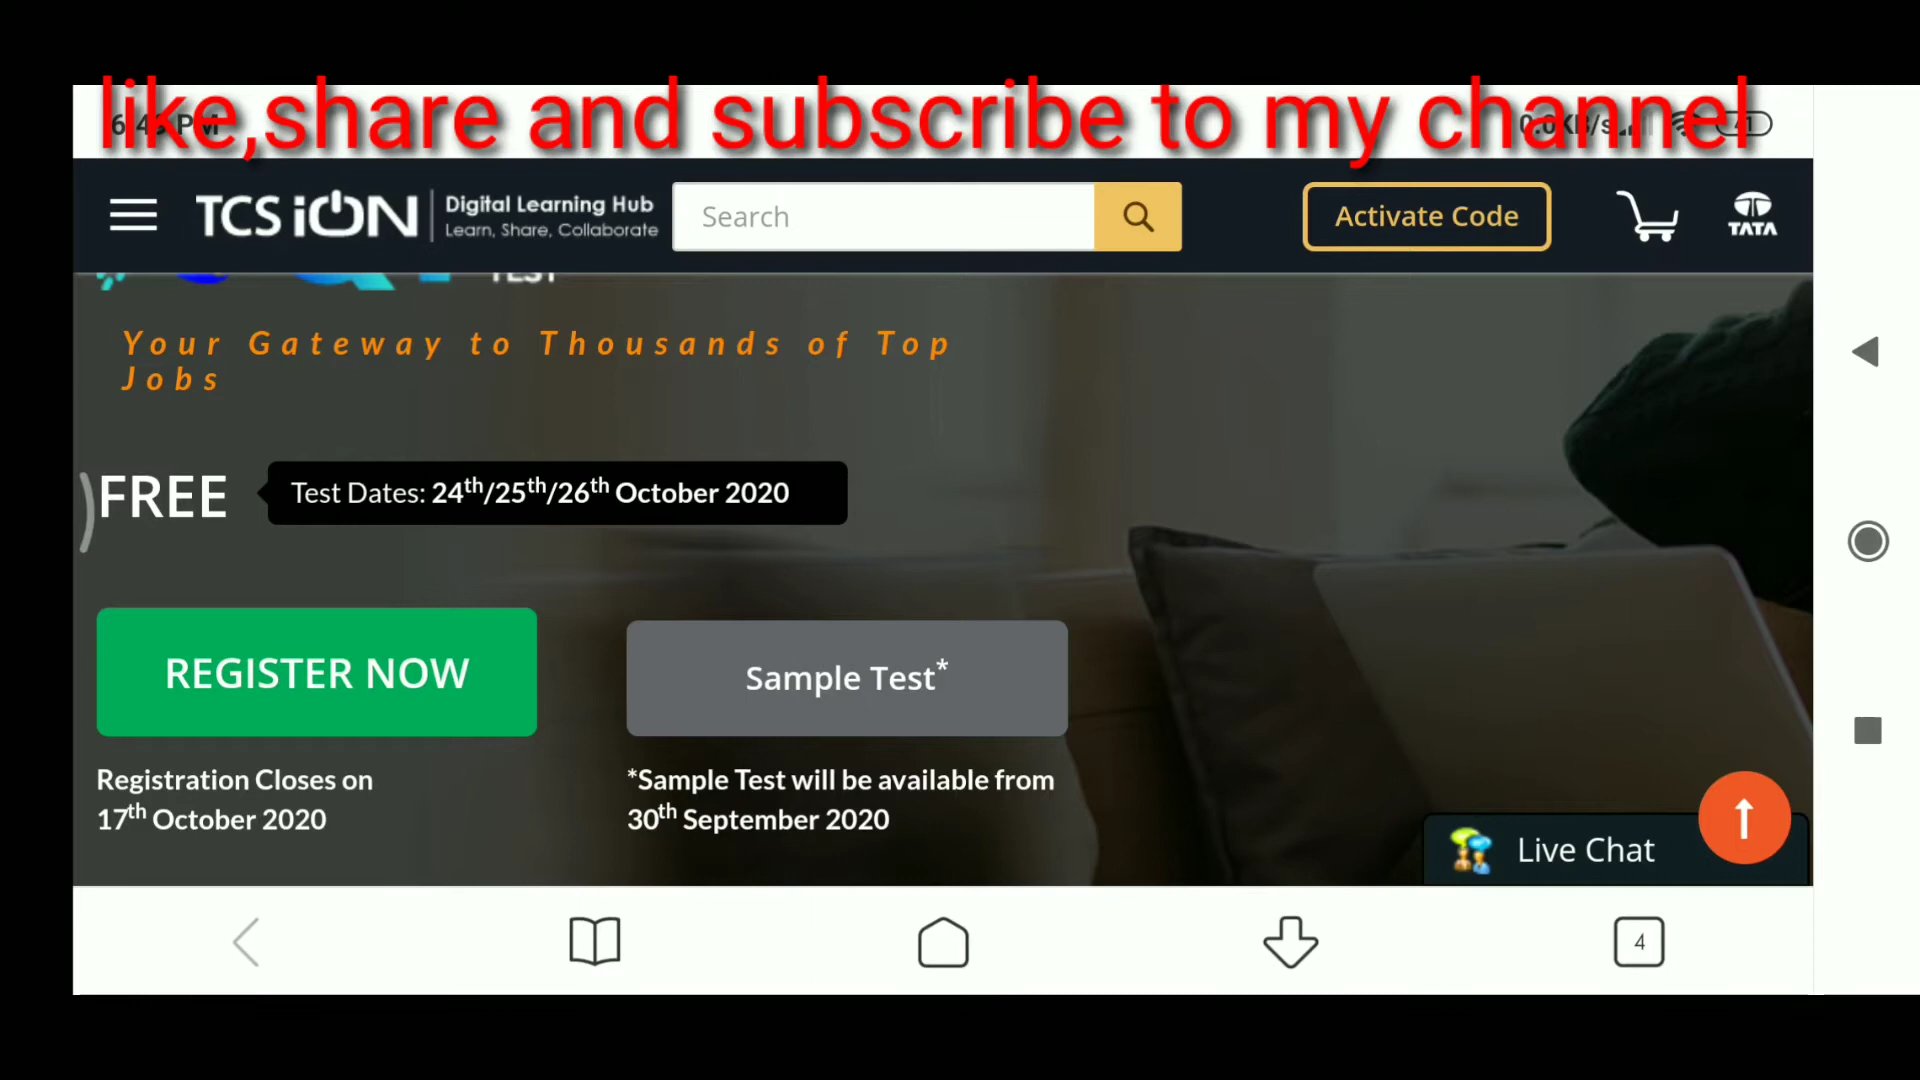 like,share and subscribe to my channel
TCS iON
Digital Learning Hub
Learn, Share, Collaborate
Search
Activate Code
TATA
TEST
Your Gateway to Thousands of Top
Jobs
FREE
Test Dates: 24th/25th/26th October 2020
REGISTER NOW
Sample Test*
Registration Closes on
17th October 2020
*Sample Test will be available from
30th September 2020
Live Chat
4